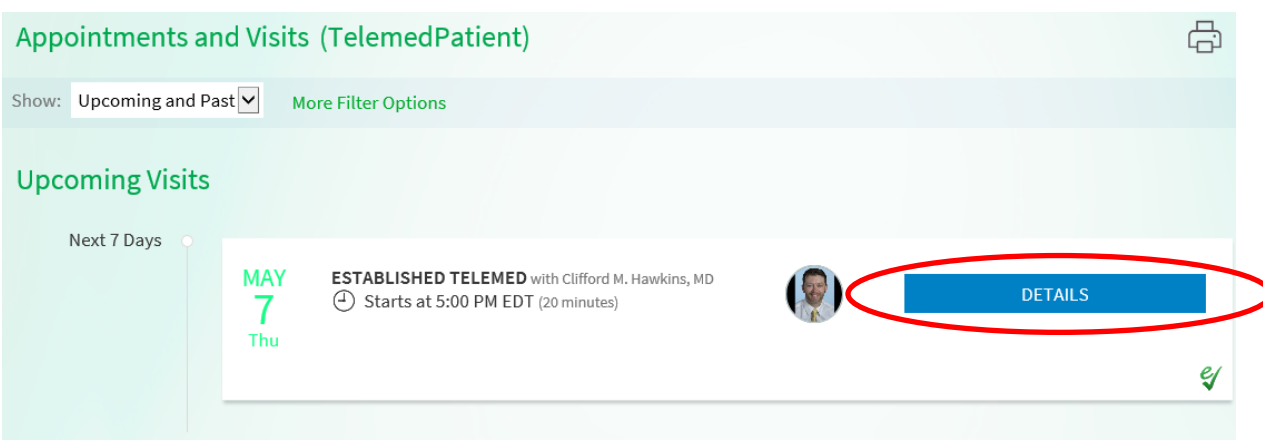 Appointments and Visits (TelemedPatient)
Show: Upcoming and Past More Filter Options
Upcoming Visits
Next 7 Days
MAY
7
Thu
ESTABLISHED TELEMED with Clifford M. Hawkins, MD
Starts at 5:00 PM EDT (20 minutes)
DETAILS
e